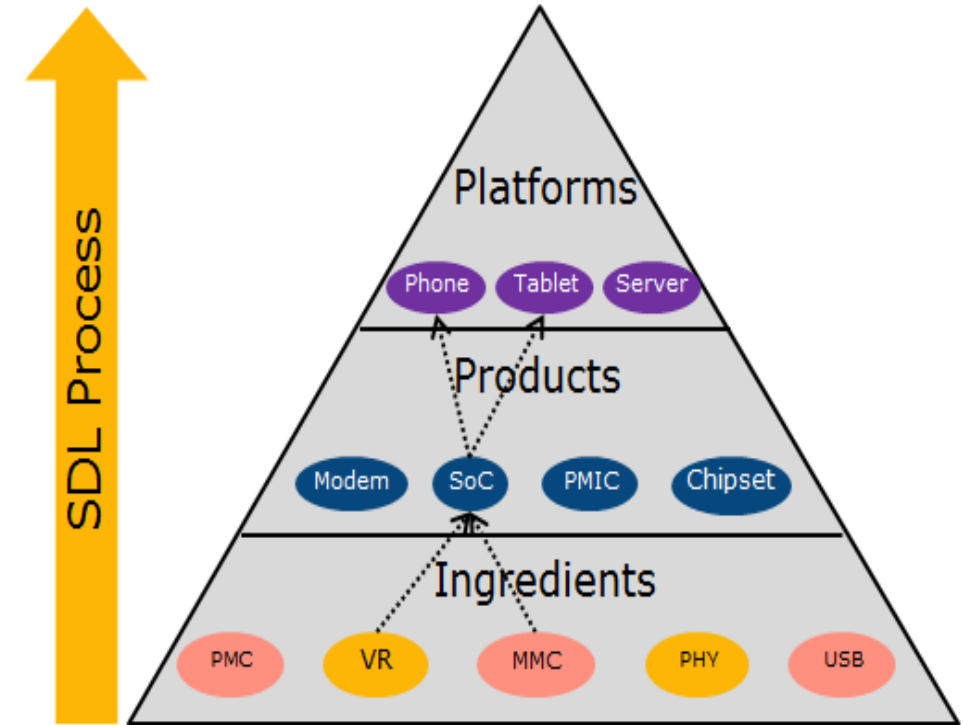 SDL Process
Platforms
Phone Tablet Server
Products
Modem SoC PMIC Chipset
Ingredients
PMC VR MMC PHY USB